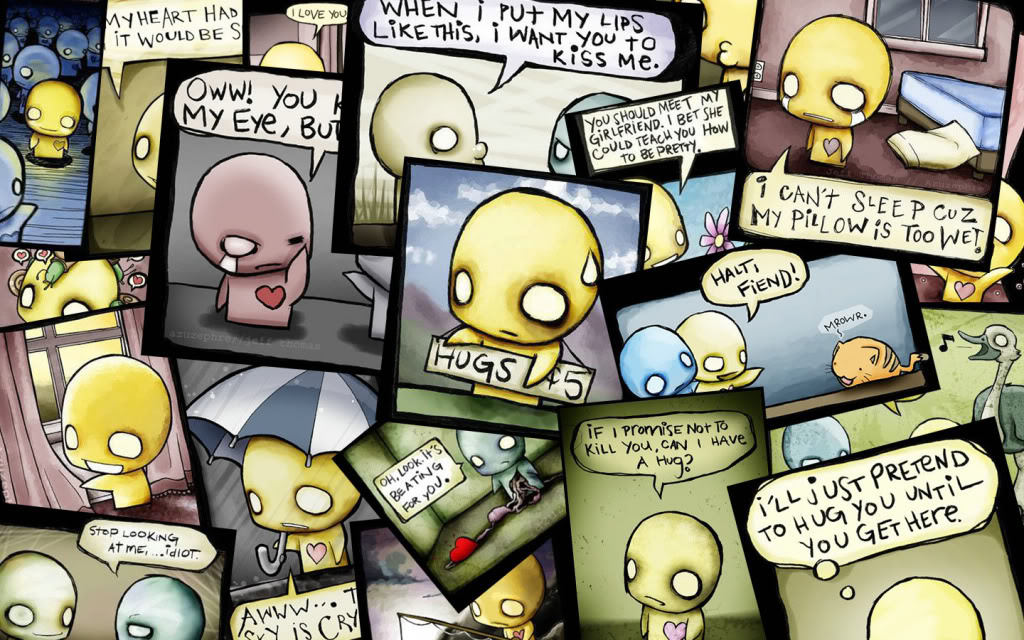 MY HEART HAD
IT WOULD BE S
I LOVE YOU
OWW! YOU
MY EYE, BUT
WHEN I PUT MY LIPS
LIKE THIS, I WANT YOU TO
KISS ME.
YOU SHOULD MEET MY
GIRLFRIEND. I BET SHE
COULD TEACH YOU HOW
TO BE PRETTY.
I CAN'T SLEEP CUZ
MY PILLOW IS TOO WET.
azuzephre//jeff thomas
HUGS ¢5
HALT!
FIEND!
MROWR.
OH, LOOK. IT'S
BEATING
FOR YOU.
IF I PROMISE NOT TO
KILL YOU, CAN I HAVE
A HUG?
I'LL JUST PRETEND
TO HUG YOU UNTIL
YOU GET HERE.
STOP LOOKING
AT ME, ...IDIOT.
AWWW... T
SKY IS CRY